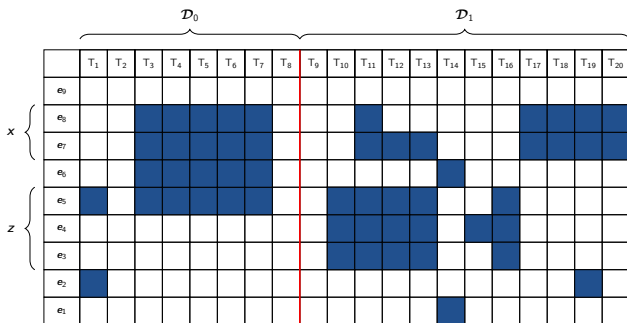 𝒟₀ 𝒟₁
T₁ T₂ T₃ T₄ T₅ T₆ T₇ T₈ T₉ T₁₀ T₁₁ T₁₂ T₁₃ T₁₄ T₁₅ T₁₆ T₁₇ T₁₈ T₁₉ T₂₀
e₉
e₈
x
e₇
e₆
e₅
z e₄
e₃
e₂
e₁